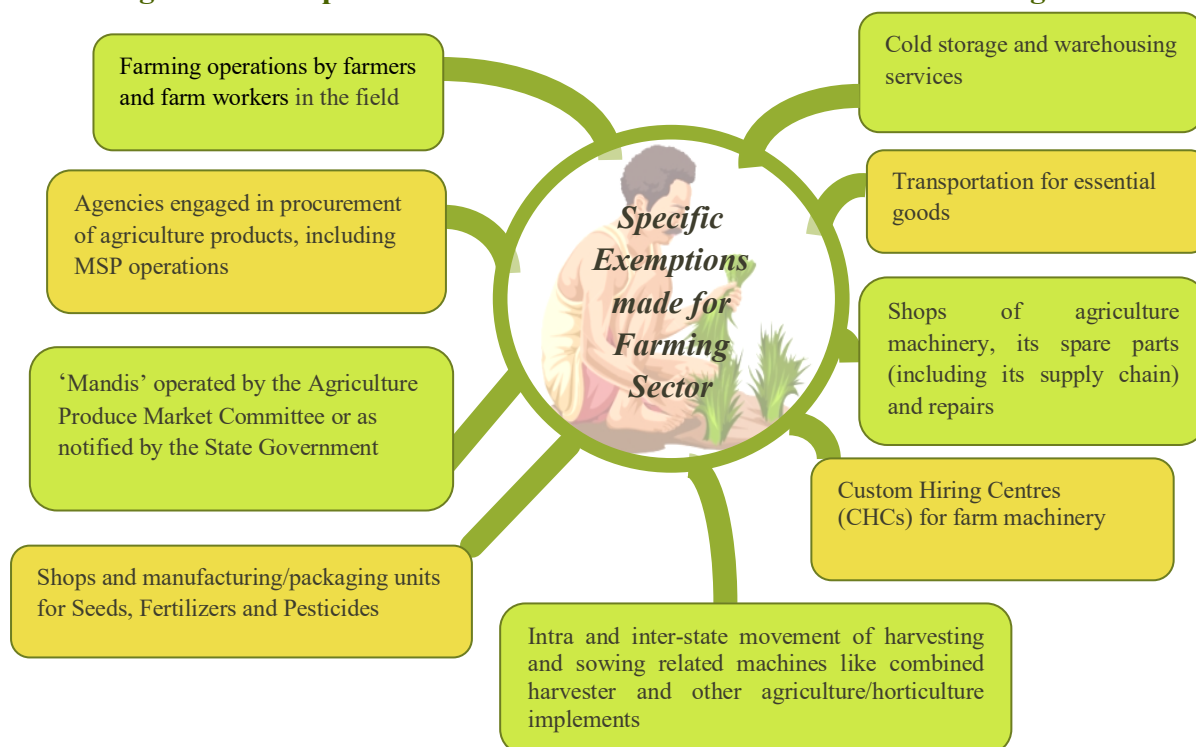 Specific
Exemptions
made for
Farming
Sector
Farming operations by farmers
and farm workers in the field
Agencies engaged in procurement
of agriculture products, including
MSP operations
‘Mandis’ operated by the Agriculture
Produce Market Committee or as
notified by the State Government
Shops and manufacturing/packaging units
for Seeds, Fertilizers and Pesticides
Cold storage and warehousing
services
Transportation for essential
goods
Shops of agriculture
machinery, its spare parts
(including its supply chain)
and repairs
Custom Hiring Centres
(CHCs) for farm machinery
Intra and inter-state movement of harvesting
and sowing related machines like combined
harvester and other agriculture/horticulture
implements